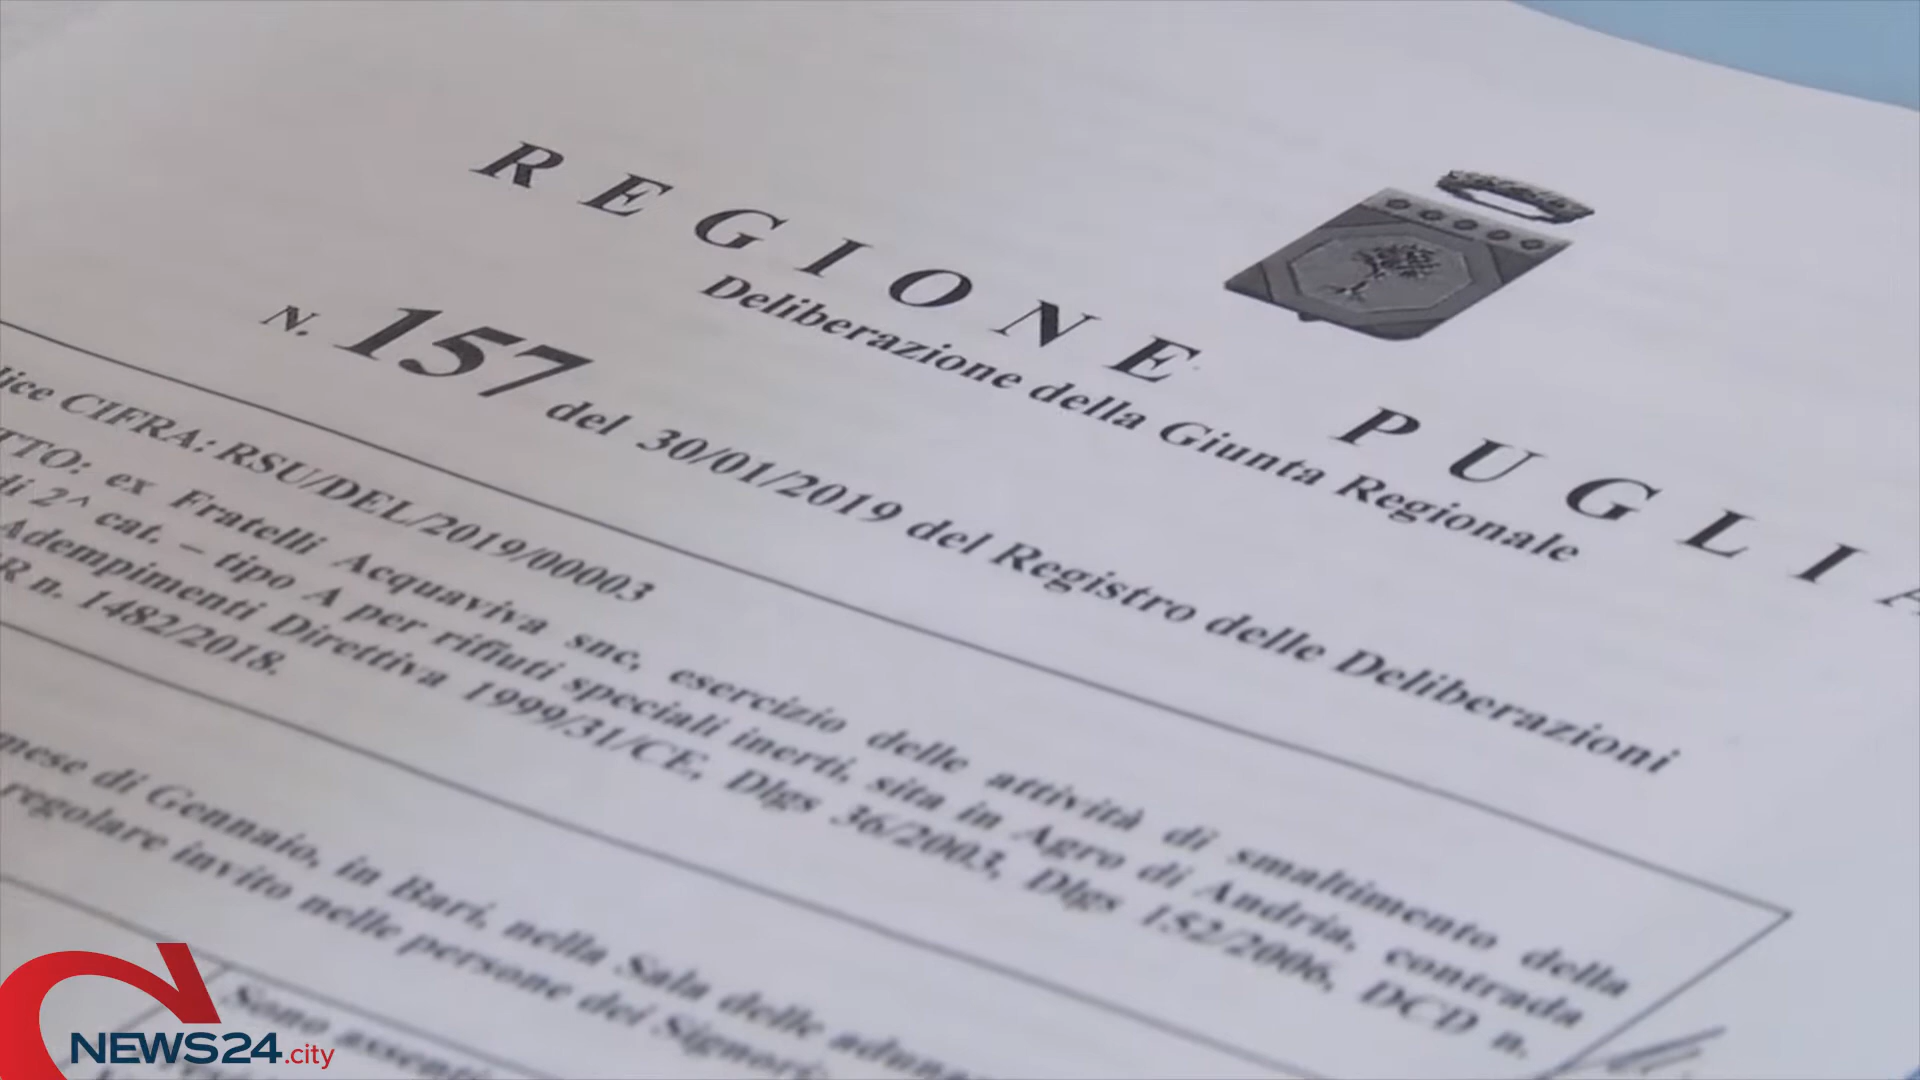 REGIONE PUGLIA
Deliberazione della Giunta Regionale
N. 157 del 30/01/2019 del Registro delle Deliberazioni
dice CIFRA: RSU/DEL/2019/00003
TTO: ex Fratelli Acquaviva snc, esercizio delle attività di smaltimento della
di 2^ cat. – tipo A per rifiuti speciali inerti, sita in Agro di Andria, contrada
Adempimenti Direttiva 1999/31/CE, Dlgs 36/2003, Dlgs 152/2006, DCD n.
R n. 1482/2018.
mese di Gennaio, in Bari, nella Sala delle adunan
regolare invito nelle persone dei Signori:
Sono assenti
NEWS24.city